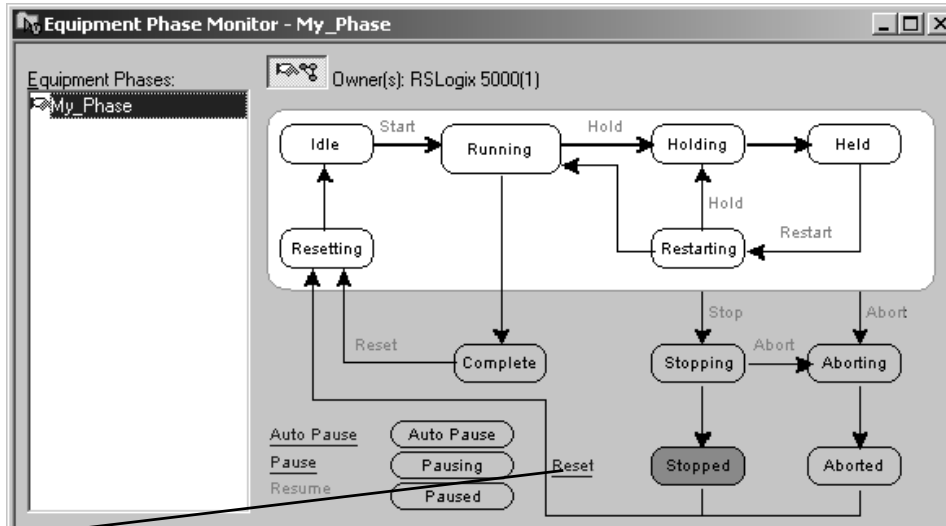 Equipment Phase Monitor - My_Phase
Equipment Phases:
Owner(s): RSLogix 5000(1)
My_Phase
Idle
Start
Running
Hold
Holding
Held
Hold
Restart
Resetting
Restarting
Stop
Abort
Reset
Complete
Stopping
Abort
Aborting
Auto Pause
Auto Pause
Pause
Pausing
Reset
Stopped
Aborted
Resume
Paused